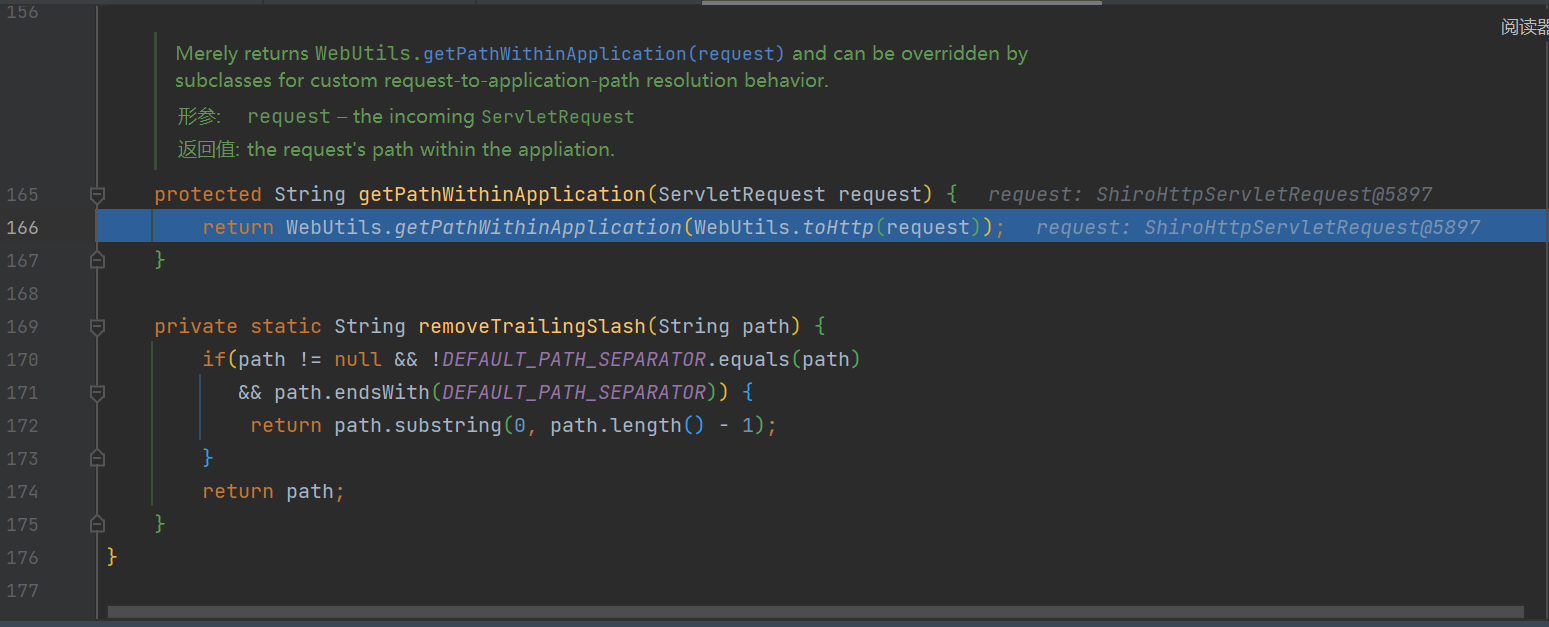 156
阅读器
Merely returns WebUtils.getPathWithinApplication(request) and can be overridden by
subclasses for custom request-to-application-path resolution behavior.
形参: request – the incoming ServletRequest
返回值: the request's path within the appliation.
165 protected String getPathWithinApplication(ServletRequest request) { request: ShiroHttpServletRequest@5897
166 return WebUtils.getPathWithinApplication(WebUtils.toHttp(request)); request: ShiroHttpServletRequest@5897
167 }
168
169 private static String removeTrailingSlash(String path) {
170 if(path != null && !DEFAULT_PATH_SEPARATOR.equals(path)
171 && path.endsWith(DEFAULT_PATH_SEPARATOR)) {
172 return path.substring(0, path.length() - 1);
173 }
174 return path;
175 }
176 }
177